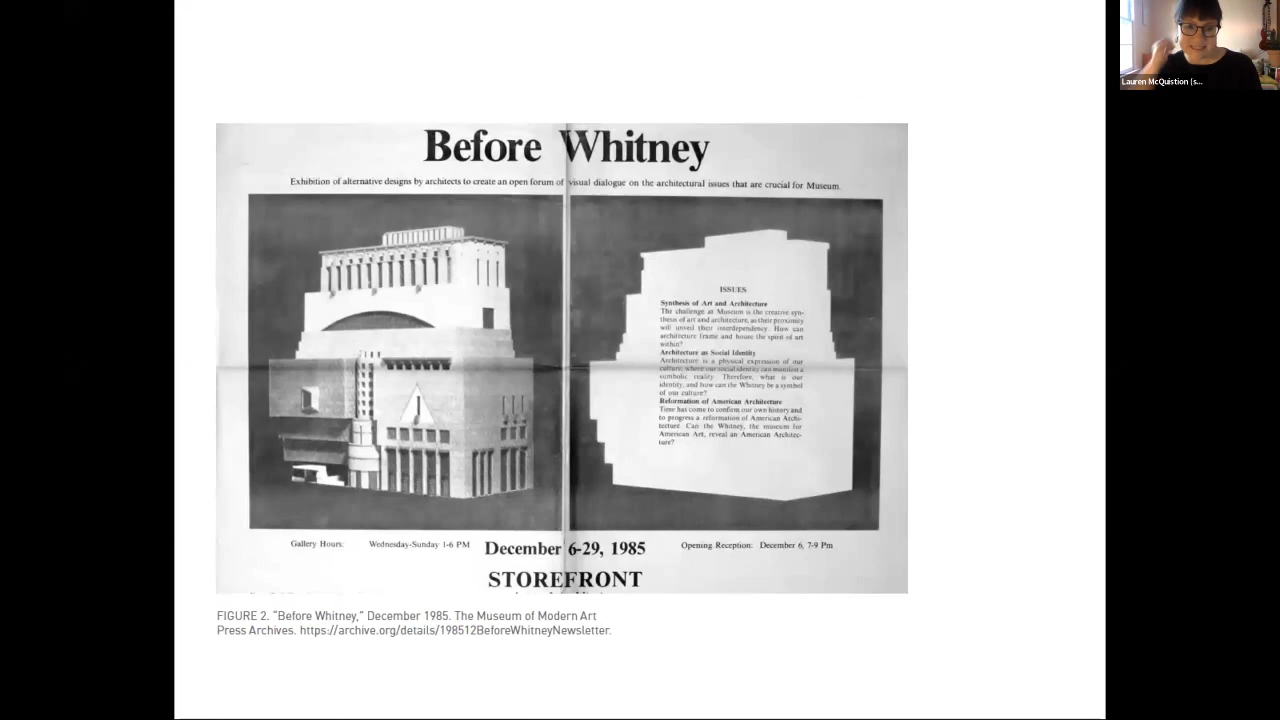 Lauren McQuistion (s...
Before Whitney
Exhibition of alternative designs by architects to create an open forum of visual dialogue on the architectural issues that are crucial for Museum.
ISSUES
Synthesis of Art and Architecture
The challenge at Museum is the creative syn-
thesis of art and architecture, as their proximity
will unveil their interdependency. How can
architecture frame and house the spirit of art
within?
Architecture as Social Identity
Architecture is a physical expression of our
culture, where our social identity can manifest a
symbolic reality. Therefore, what is our
identity, and how can the Whitney be a symbol
of our culture?
Reformation of American Architecture
Time has come to confirm our own history and
to progress a reformation of American Archi-
tecture. Can the Whitney, the museum for
American Art, reveal an American Architec-
ture?
Gallery Hours: Wednesday-Sunday 1-6 PM
December 6-29, 1985
Opening Reception: December 6, 7-9 Pm
STOREFRONT
FIGURE 2. "Before Whitney," December 1985. The Museum of Modern Art
Press Archives. https://archive.org/details/198512BeforeWhitneyNewsletter.